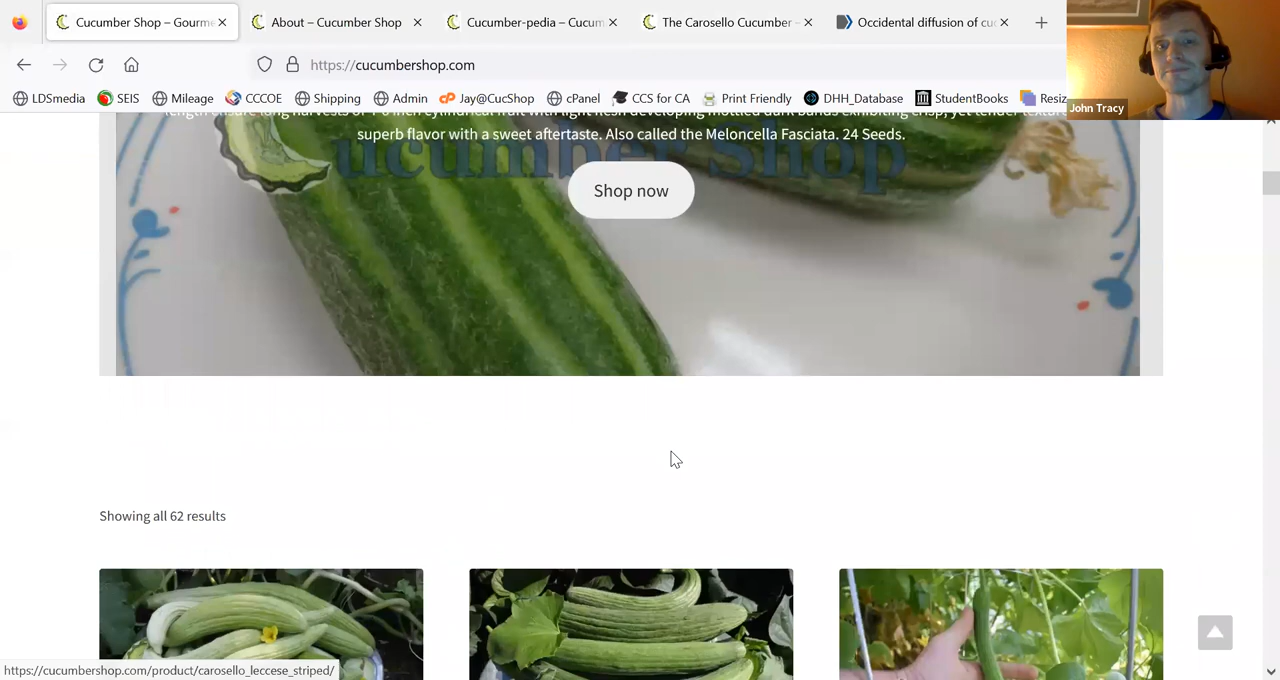 Cucumber Shop – Gourme
About – Cucumber Shop
Cucumber-pedia – Cucum
The Carosello Cucumber –
Occidental diffusion of cuc
https://cucumbershop.com
LDSmedia
SEIS
Mileage
CCCOE
Shipping
Admin
Jay@CucShop
cPanel
CCS for CA
Print Friendly
DHH_Database
StudentBooks
Resiz
John Tracy
superb flavor with a sweet aftertaste. Also called the Meloncella Fasciata. 24 Seeds.
ucumber Shop
Shop now
Showing all 62 results
https://cucumbershop.com/product/carosello_leccese_striped/